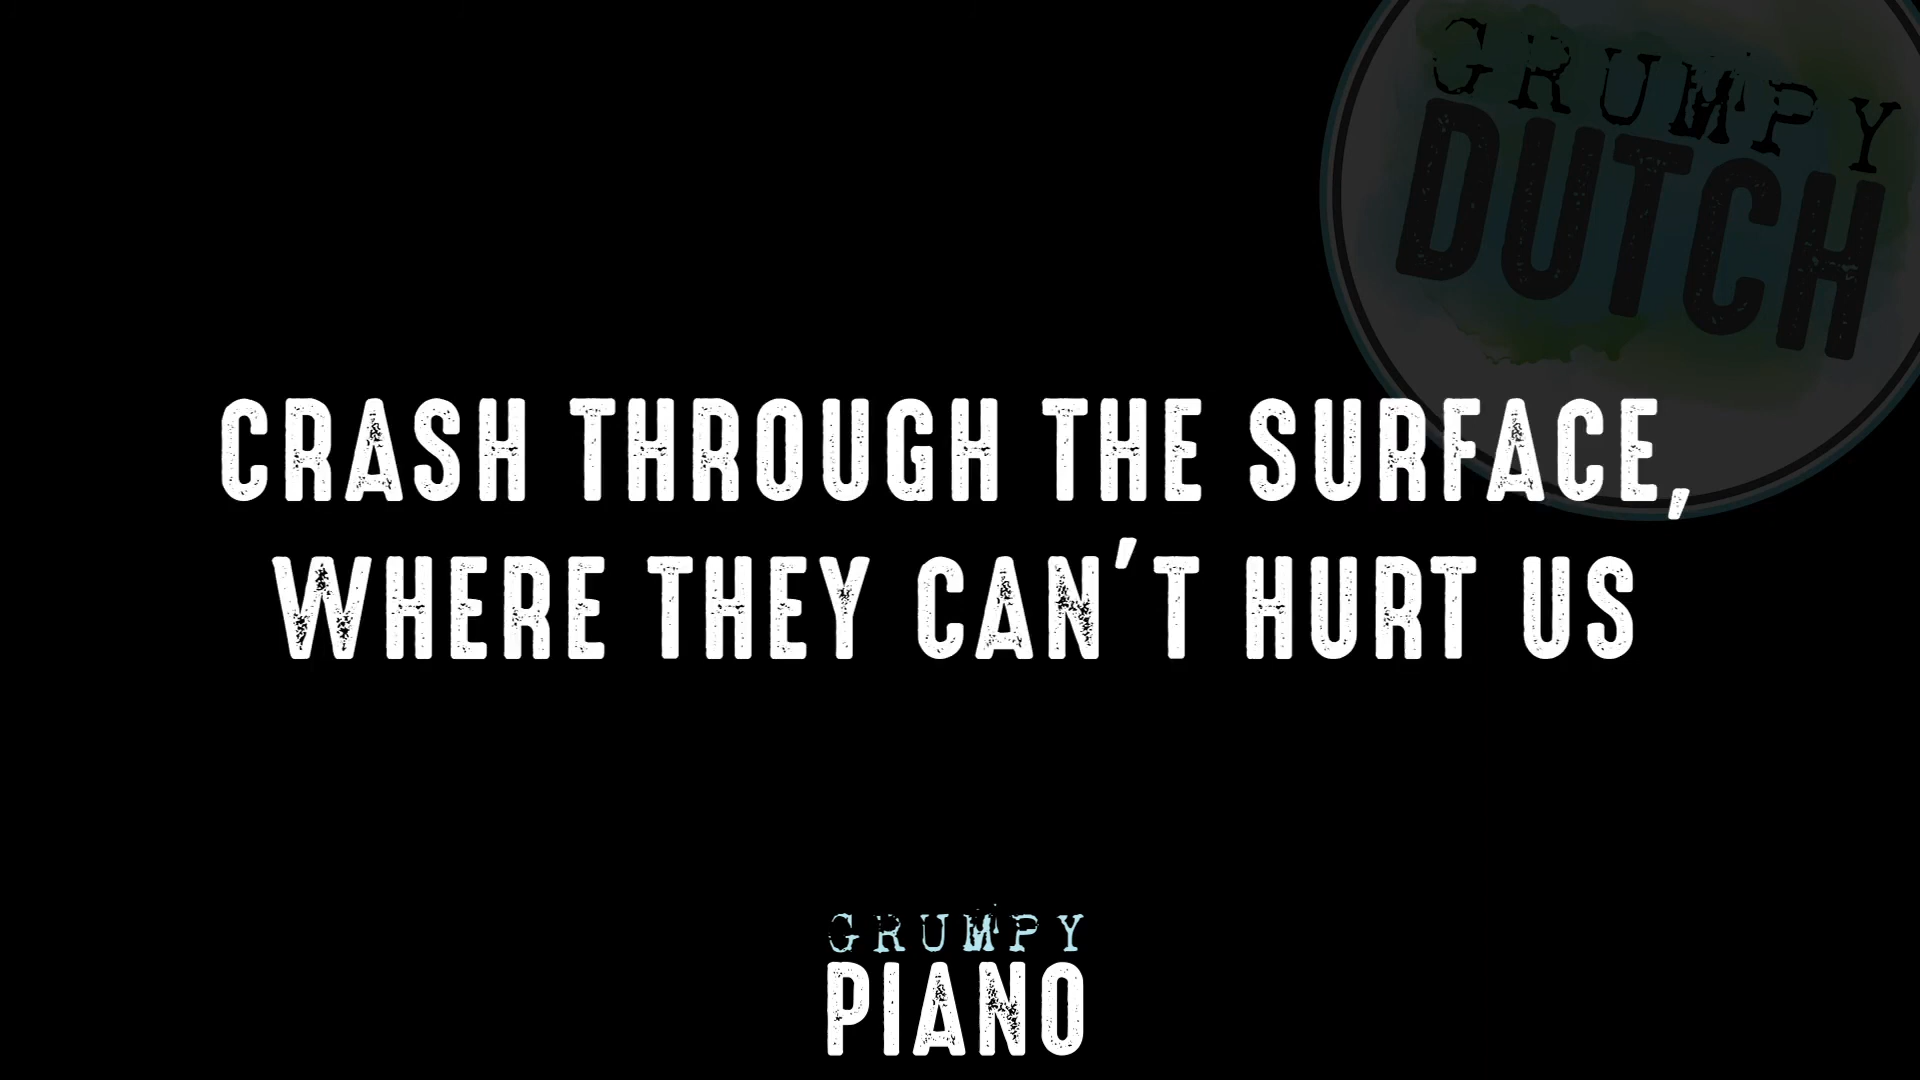 GRUMPY
DUTCH
CRASH THROUGH THE SURFACE,
WHERE THEY CAN'T HURT US
GRUMPY
PIANO